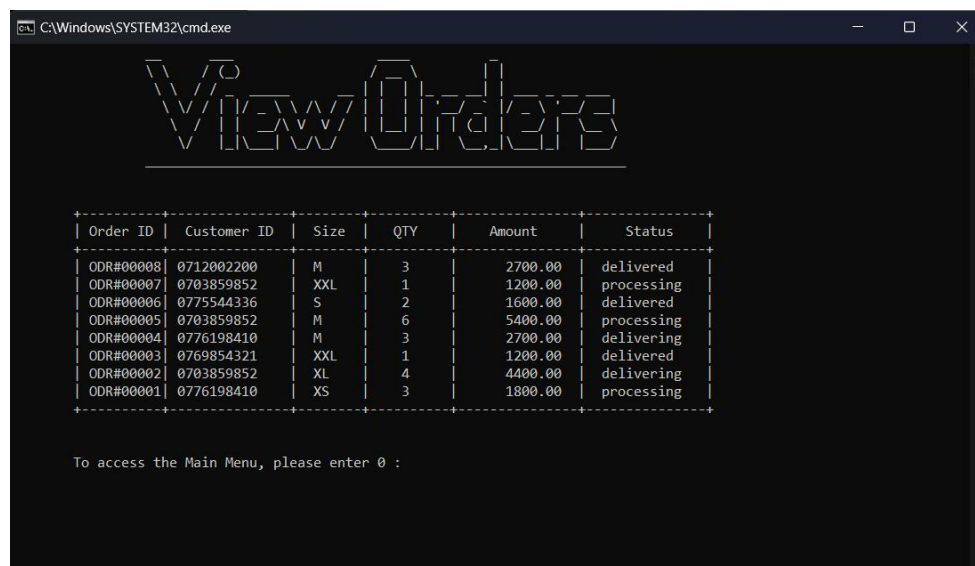 C:\Windows\SYSTEM32\cmd.exe
View Orders
Order ID | Customer ID | Size | QTY | Amount | Status
ODR#00008| 0712002200 | M | 3 | 2700.00 | delivered
ODR#00007| 0703859852 | XXL | 1 | 1200.00 | processing
ODR#00006| 0775544336 | S | 2 | 1600.00 | delivered
ODR#00005| 0703859852 | M | 6 | 5400.00 | processing
ODR#00004| 0776198410 | M | 3 | 2700.00 | delivering
ODR#00003| 0769854321 | XXL | 1 | 1200.00 | delivered
ODR#00002| 0703859852 | XL | 4 | 4400.00 | delivering
ODR#00001| 0776198410 | XS | 3 | 1800.00 | processing
To access the Main Menu, please enter 0 :